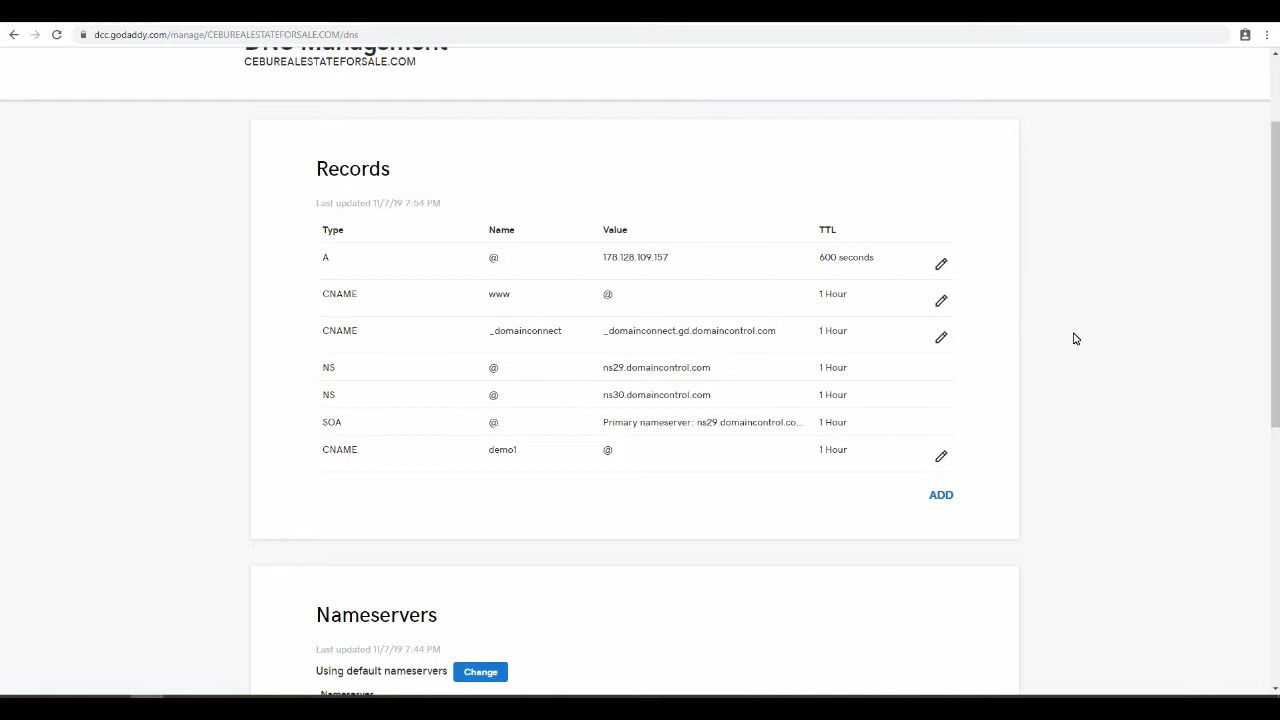 dcc.godaddy.com/manage/CEBUREALESTATEFORSALE.COM/dns
DNS Management
CEBUREALESTATEFORSALE.COM
Records
Last updated 11/7/19 7:54 PM
Type Name Value TTL
A @ 178.128.109.157 600 seconds
CNAME www @ 1 Hour
CNAME _domainconnect _domainconnect.gd.domaincontrol.com 1 Hour
NS @ ns29.domaincontrol.com 1 Hour
NS @ ns30.domaincontrol.com 1 Hour
SOA @ Primary nameserver: ns29.domaincontrol.co... 1 Hour
CNAME demo1 @ 1 Hour
ADD
Nameservers
Last updated 11/7/19 7:44 PM
Using default nameservers Change
Nameserver